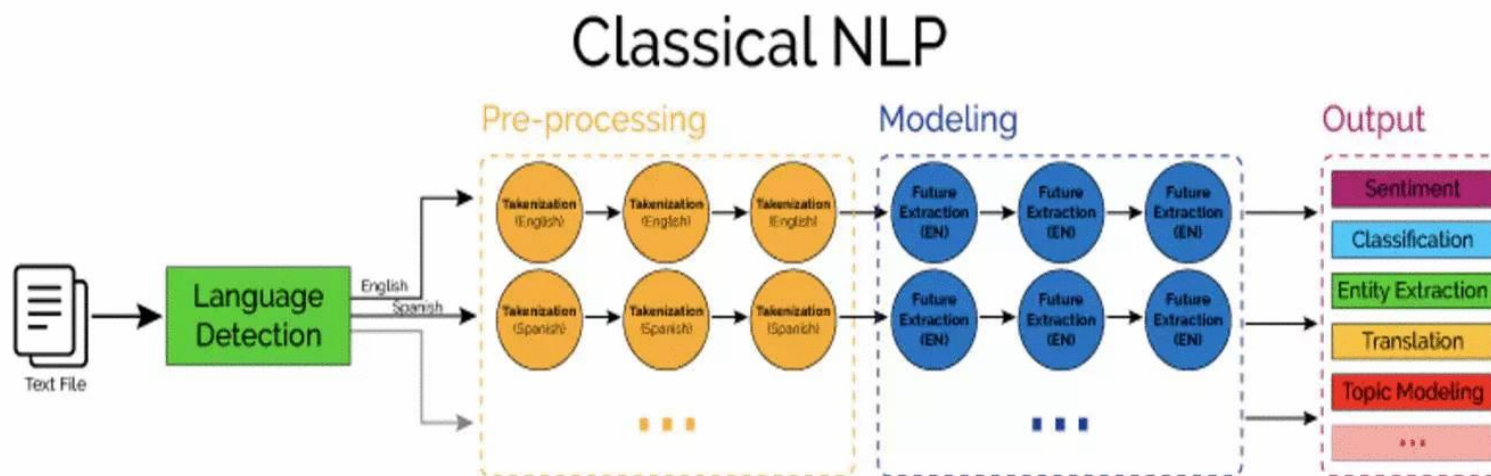 Classical NLP
Pre-processing
Modeling
Output
Text File
Language
Detection
English
Spanish
Takenization
(English)
Takenization
(English)
Takenization
(English)
Future
Extraction
(EN)
Future
Extraction
(EN)
Future
Extraction
(EN)
Takenization
(Spanish)
Takenization
(Spanish)
Takenization
(Spanish)
Future
Extraction
(EN)
Future
Extraction
(EN)
Future
Extraction
(EN)
Sentiment
Classification
Entity Extraction
Translation
Topic Modeling
...